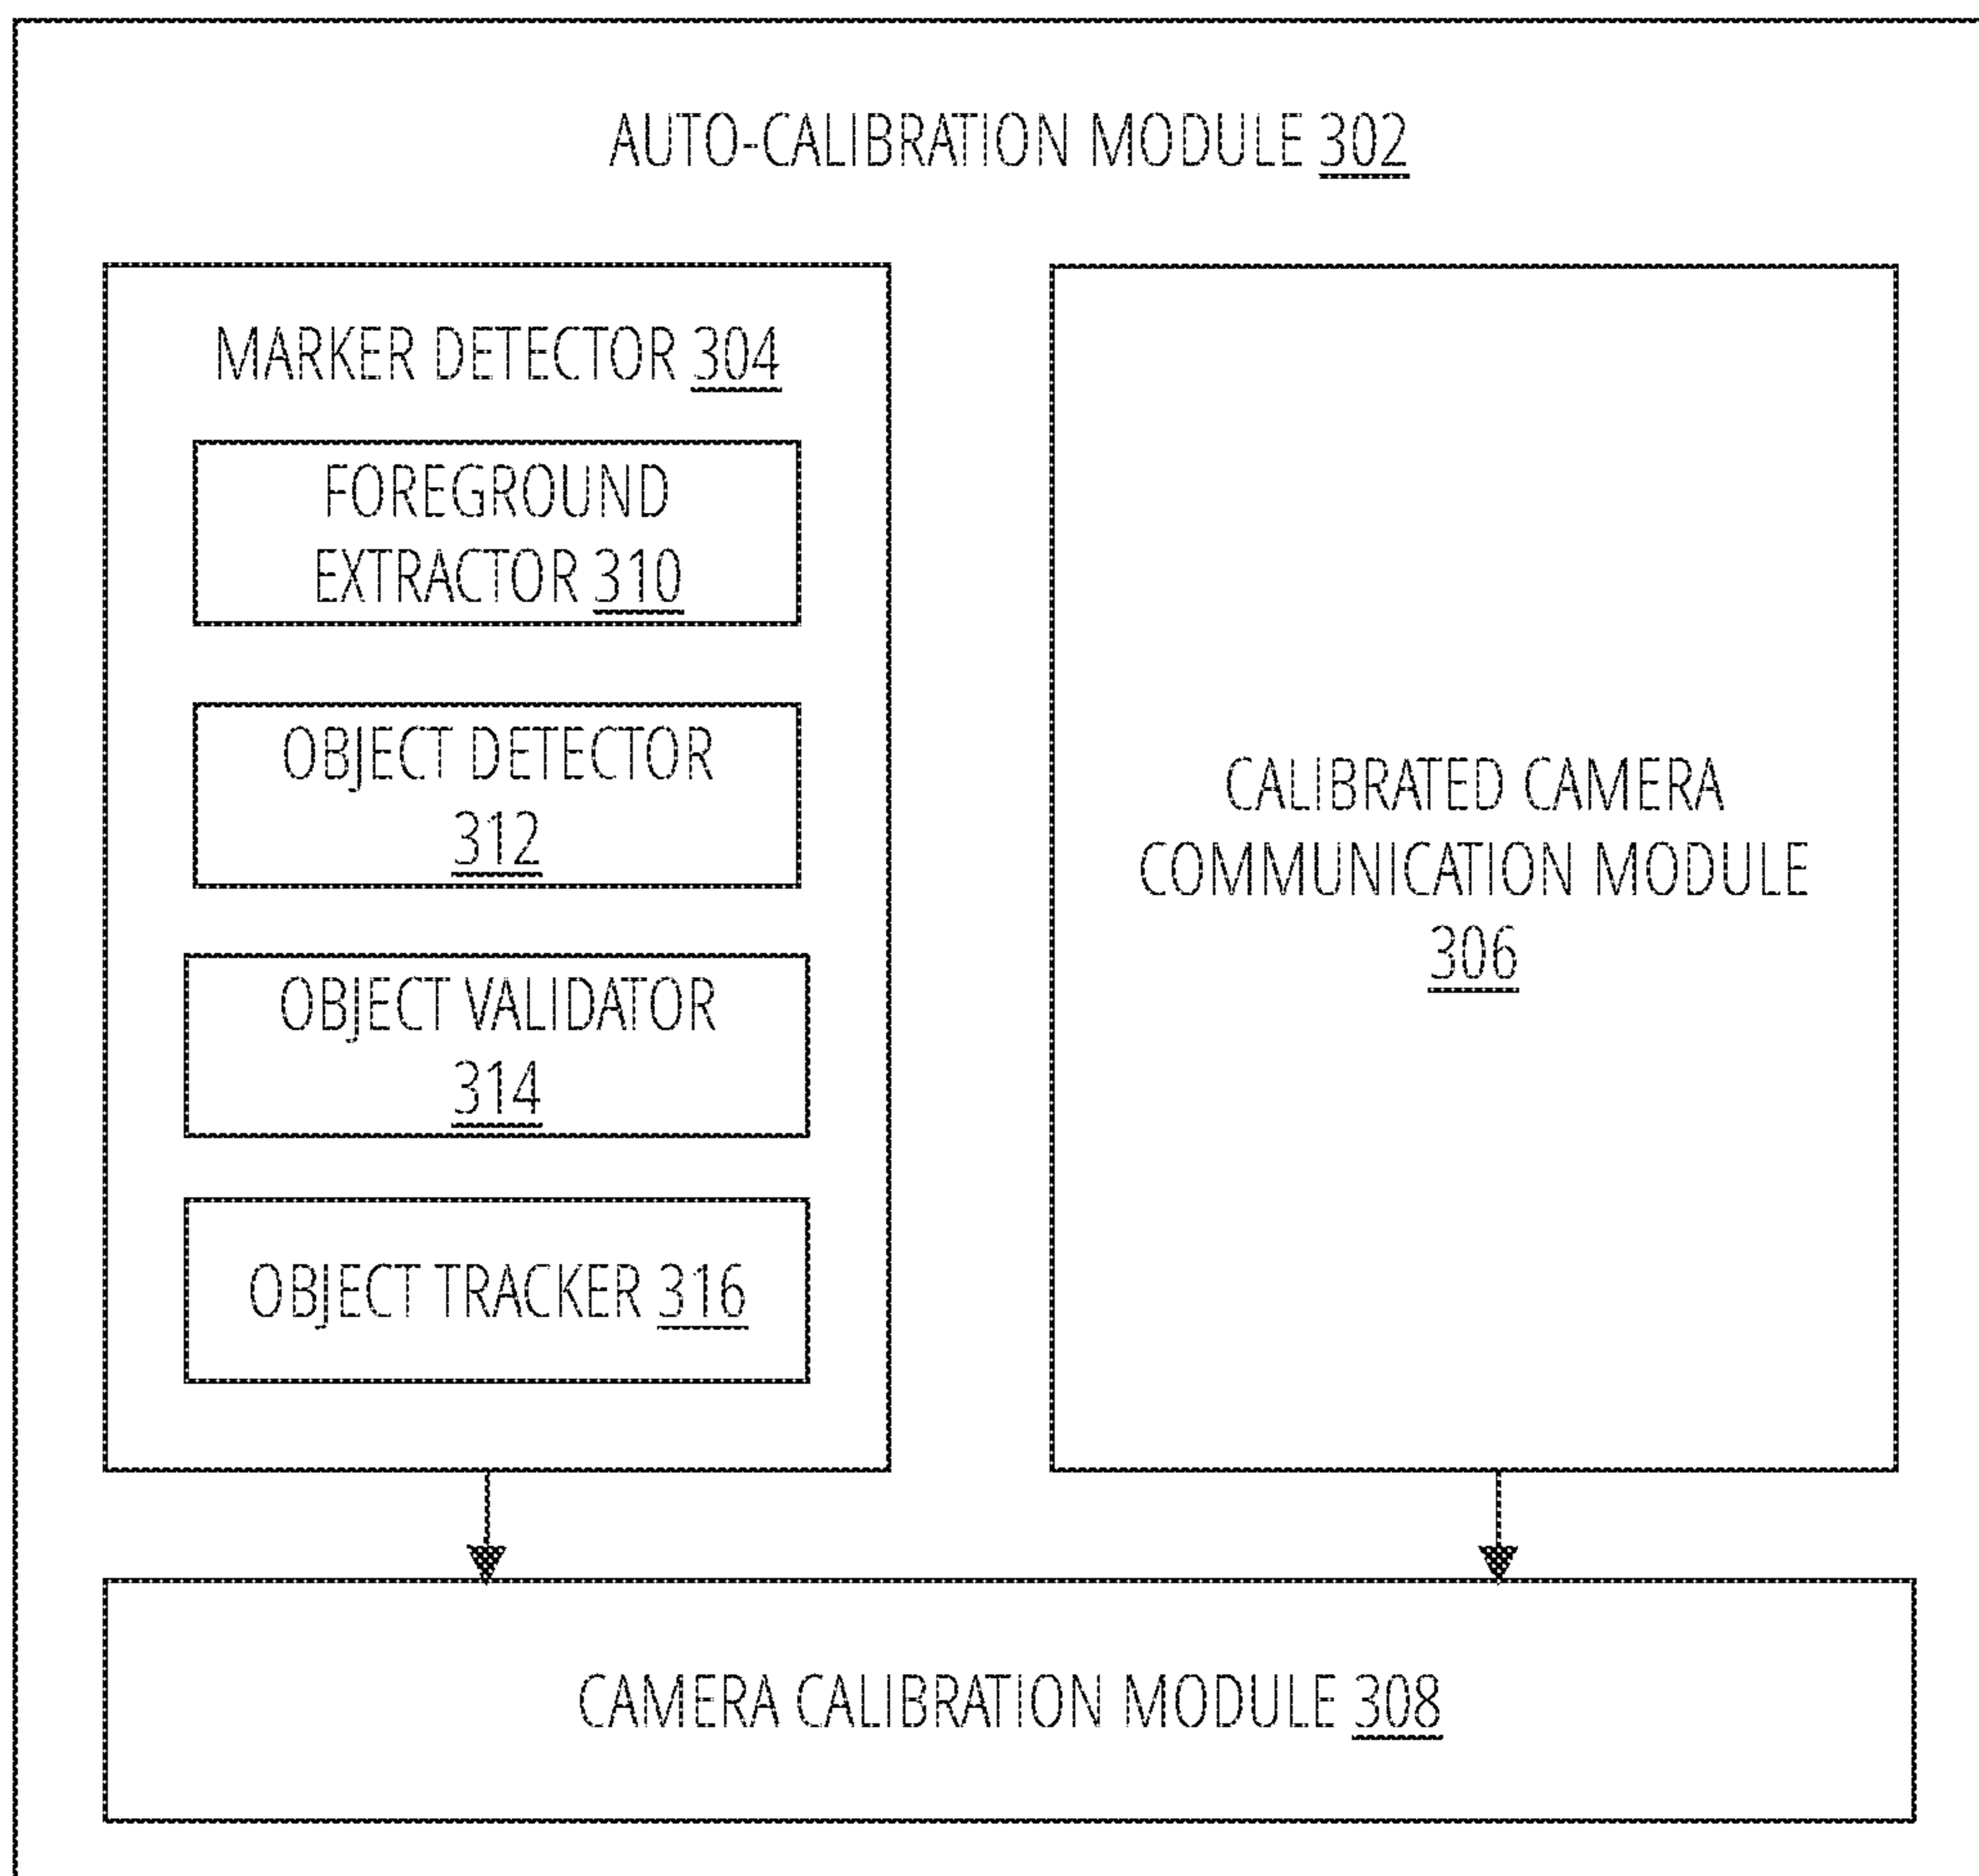 AUTO-CALIBRATION MODULE 302
MARKER DETECTOR 304
FOREGROUND
EXTRACTOR 310
OBJECT DETECTOR
312
OBJECT VALIDATOR
314
OBJECT TRACKER 316
CALIBRATED CAMERA
COMMUNICATION MODULE
306
CAMERA CALIBRATION MODULE 308